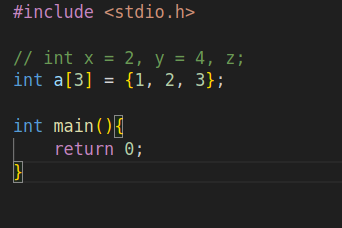 #include <stdio.h>
// int x = 2, y = 4, z;
int a[3] = {1, 2, 3};
int main(){
    return 0;
}